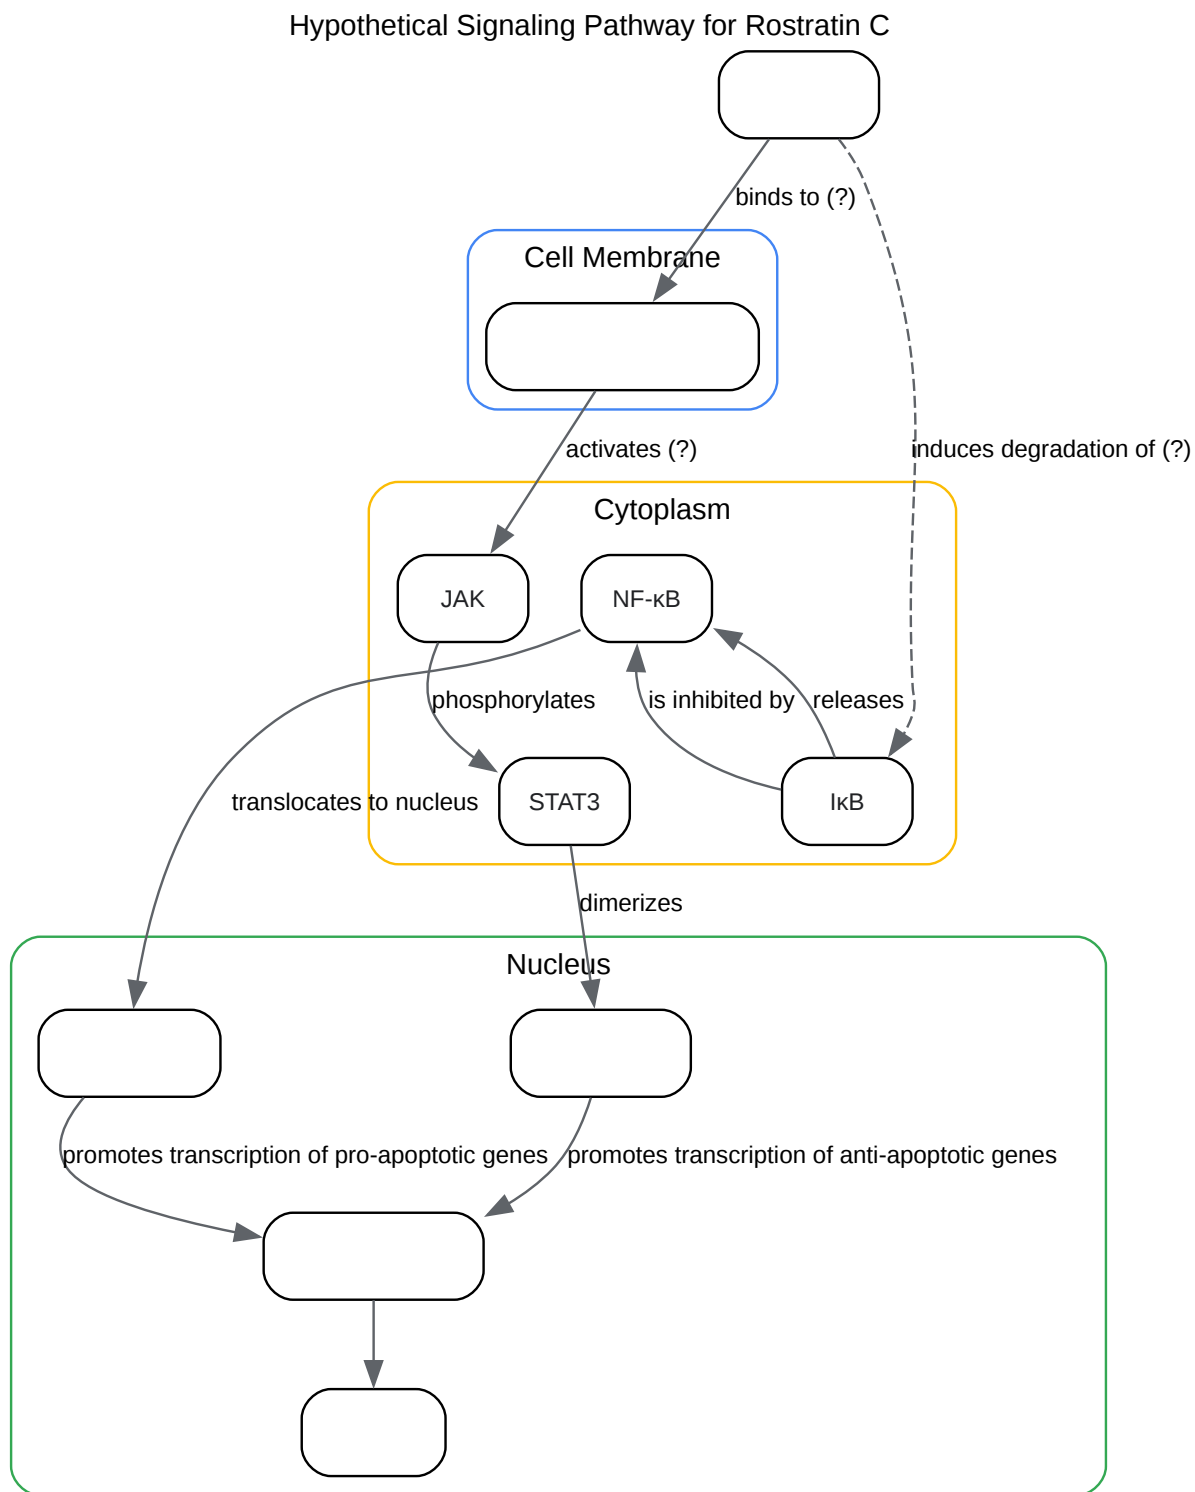 Hypothetical Signaling Pathway for Rostratin C
binds to (?)
Cell Membrane
activates (?)
induces degradation of (?)
Cytoplasm
JAK
NF-κB
phosphorylates
is inhibited by
releases
translocates to nucleus
STAT3
IκB
dimerizes
Nucleus
promotes transcription of pro-apoptotic genes
promotes transcription of anti-apoptotic genes